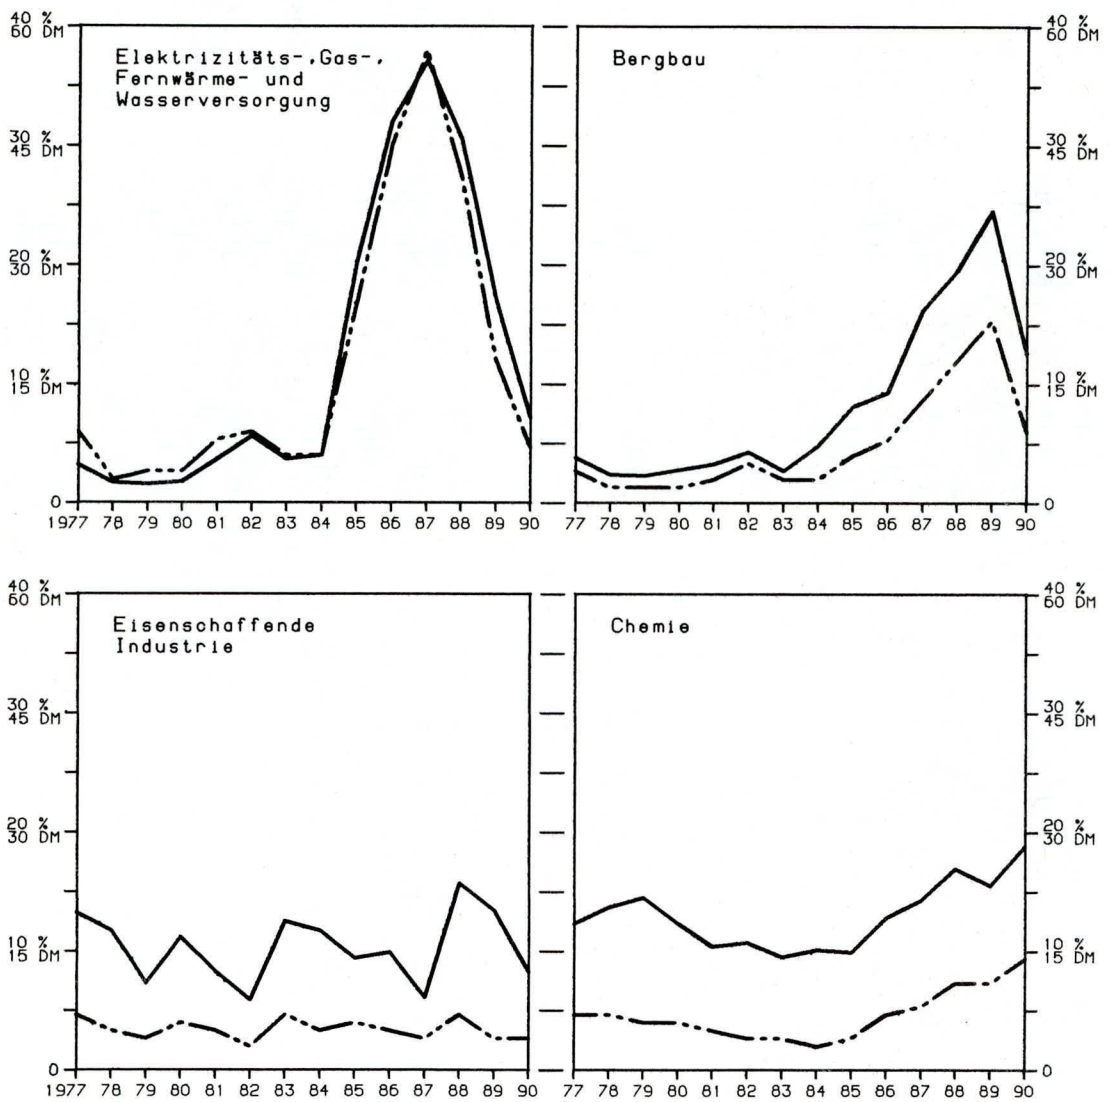 40 %
60 DM
Elektrizitäts-,Gas-,
Fernwärme- und
Wasserversorgung
30 %
45 DM
20 %
30 DM
10 %
15 DM
0
1977 78 79 80 81 82 83 84 85 86 87 88 89 90
Bergbau
40 %
60 DM
30 %
45 DM
20 %
30 DM
10 %
15 DM
0
77 78 79 80 81 82 83 84 85 86 87 88 89 90
40 %
60 DM
Eisenschaffende
Industrie
30 %
45 DM
20 %
30 DM
10 %
15 DM
0
1977 78 79 80 81 82 83 84 85 86 87 88 89 90
Chemie
40 %
60 DM
30 %
45 DM
20 %
30 DM
10 %
15 DM
0
77 78 79 80 81 82 83 84 85 86 87 88 89 90